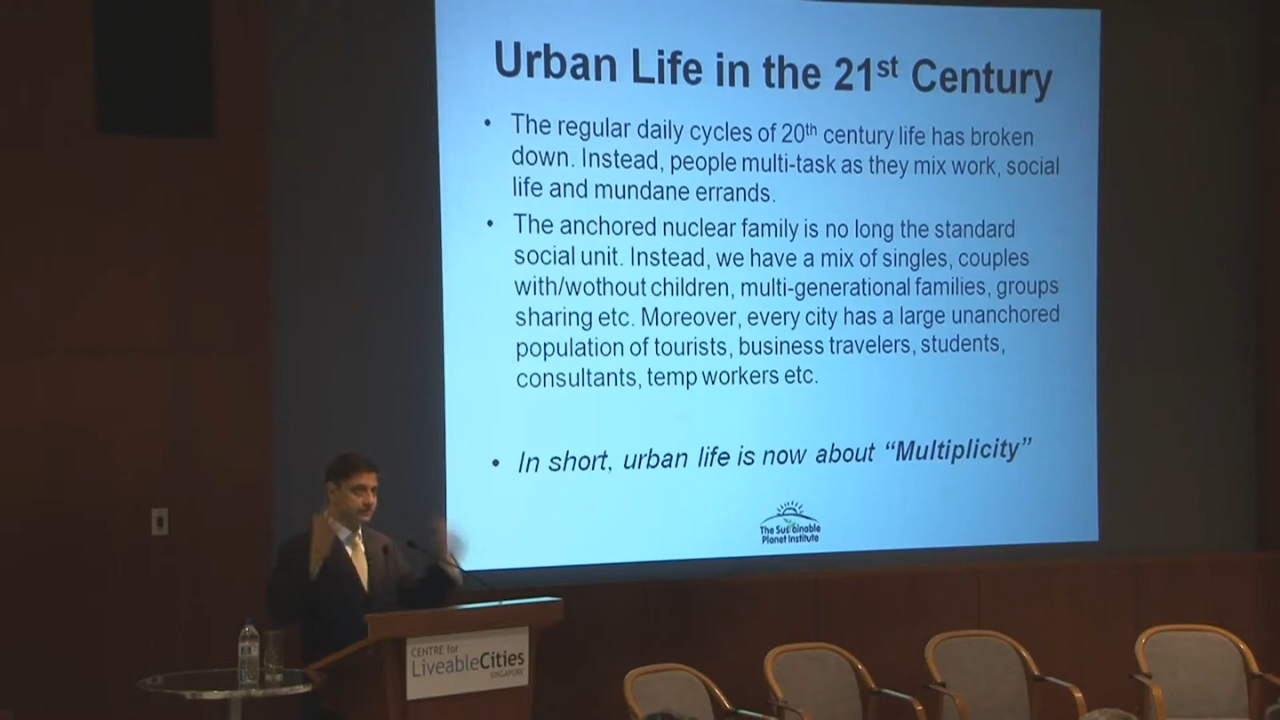 Urban Life in the 21st Century
• The regular daily cycles of 20th century life has broken
down. Instead, people multi-task as they mix work, social
life and mundane errands.
• The anchored nuclear family is no long the standard
social unit. Instead, we have a mix of singles, couples
with/wothout children, multi-generational families, groups
sharing etc. Moreover, every city has a large unanchored
population of tourists, business travelers, students,
consultants, temp workers etc.
• In short, urban life is now about “Multiplicity”
The Sustainable
Planet Institute
CENTRE for
LiveableCities
SINGAPORE